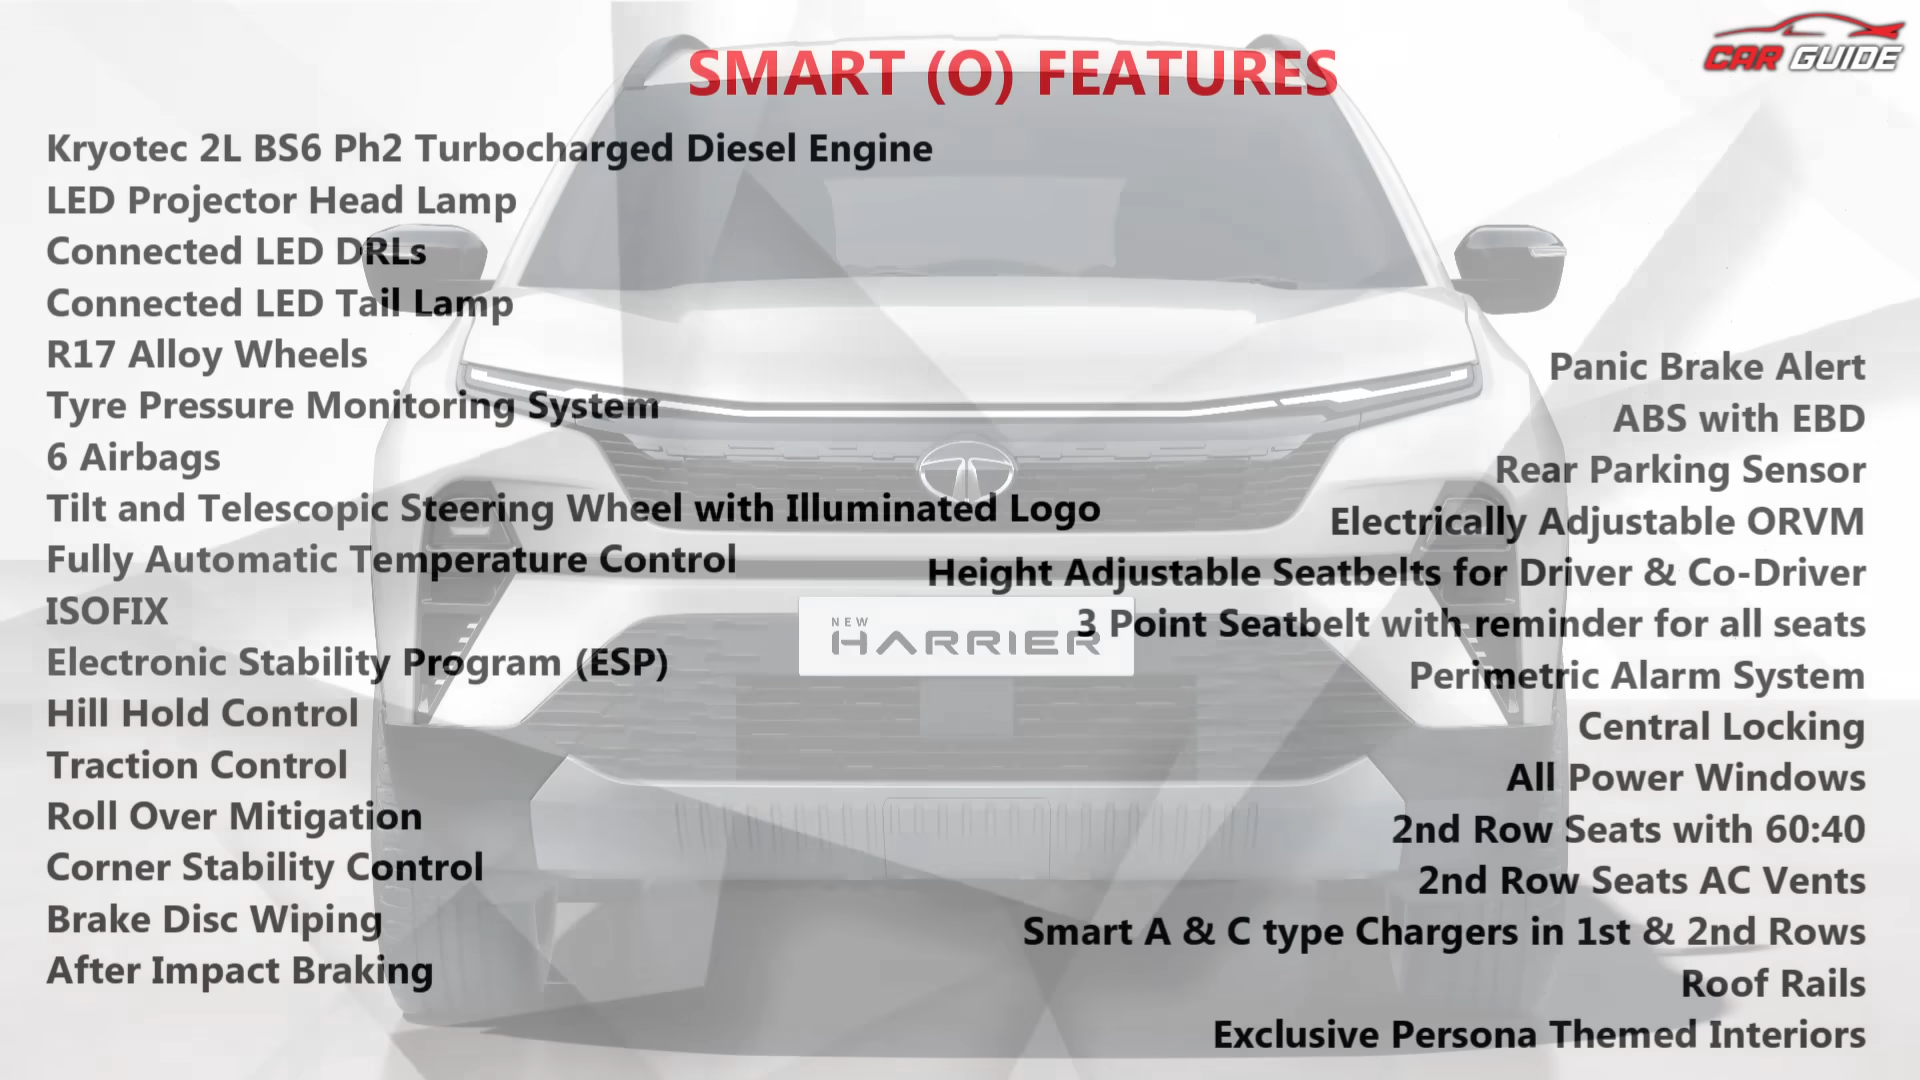 SMART (O) FEATURES
CAR GUIDE
Kryotec 2L BS6 Ph2 Turbocharged Diesel Engine
LED Projector Head Lamp
Connected LED DRLs
Connected LED Tail Lamp
R17 Alloy Wheels
Tyre Pressure Monitoring System
6 Airbags
Tilt and Telescopic Steering Wheel with Illuminated Logo
Fully Automatic Temperature Control
ISOFIX
Electronic Stability Program (ESP)
Hill Hold Control
Traction Control
Roll Over Mitigation
Corner Stability Control
Brake Disc Wiping
After Impact Braking
NEW
HARRIER
Panic Brake Alert
ABS with EBD
Rear Parking Sensor
Electrically Adjustable ORVM
Height Adjustable Seatbelts for Driver & Co-Driver
3 Point Seatbelt with reminder for all seats
Perimetric Alarm System
Central Locking
All Power Windows
2nd Row Seats with 60:40
2nd Row Seats AC Vents
Smart A & C type Chargers in 1st & 2nd Rows
Roof Rails
Exclusive Persona Themed Interiors